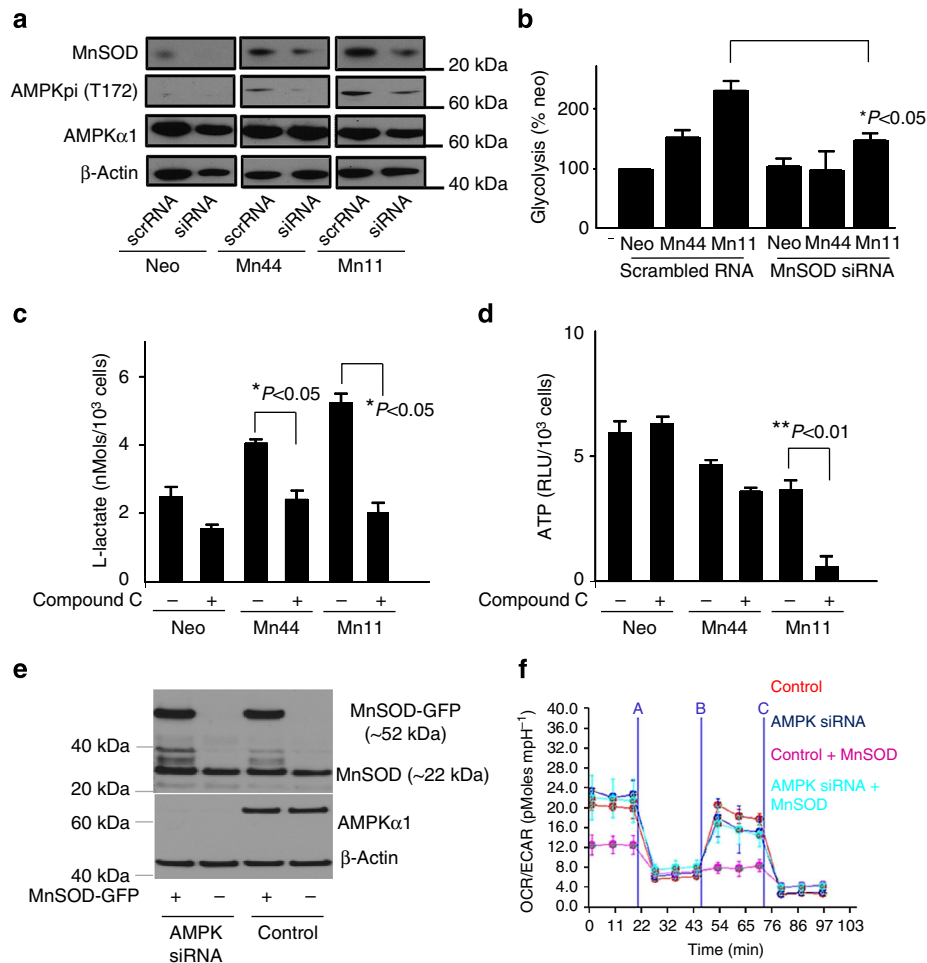 a
MnSOD
20 kDa
AMPKpi (T172)
60 kDa
AMPKα1
60 kDa
β-Actin
40 kDa
scrRNA siRNA scrRNA siRNA scrRNA siRNA
Neo Mn44 Mn11
b
Glycolysis (% neo)
200
100
0
*P<0.05
– Neo Mn44 Mn11 Neo Mn44 Mn11
Scrambled RNA MnSOD siRNA
c
L-lactate (nMols/10³ cells)
6
4
2
0
*P<0.05
*P<0.05
Compound C – + – + – +
Neo Mn44 Mn11
d
ATP (RLU/10³ cells)
10
5
0
**P<0.01
Compound C – + – + – +
Neo Mn44 Mn11
e
MnSOD-GFP
(~52 kDa)
40 kDa
MnSOD (~22 kDa)
20 kDa
60 kDa
AMPKα1
β-Actin
40 kDa
MnSOD-GFP + – + –
AMPK siRNA Control
f
Control
AMPK siRNA
Control + MnSOD
AMPK siRNA +
MnSOD
A B C
OCR/ECAR (pMoles mpH⁻¹)
40.0
36.0
32.0
28.0
24.0
20.0
16.0
12.0
8.0
4.0
0.0
0 11 22 32 43 54 64 76 86 97 103
Time (min)